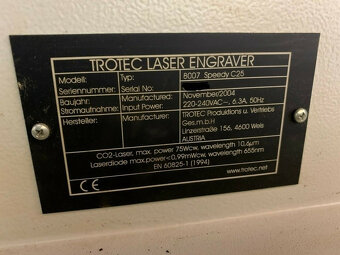 TROTEC LASER ENGRAVER
Modell: Typ: 8007 Speedy C25
Seriennummer: Serial No.:
Baujahr: Manufactured: November/2004
Stromaufnahme: Input Power: 220-240VAC~, 6.3A, 50Hz
Hersteller: Manufacturer: TROTEC Produktions u. Vertriebs
Ges.m.b.H
Linzerstraße 156, 4600 Wels
AUSTRIA
CO2-Laser, max. power 75Wcw, wavelength 10,6µm
Laserdiode max.power<0,99mWcw, wavelength 655nm
EN 60825-1 (1994)
CE www.trotec.net